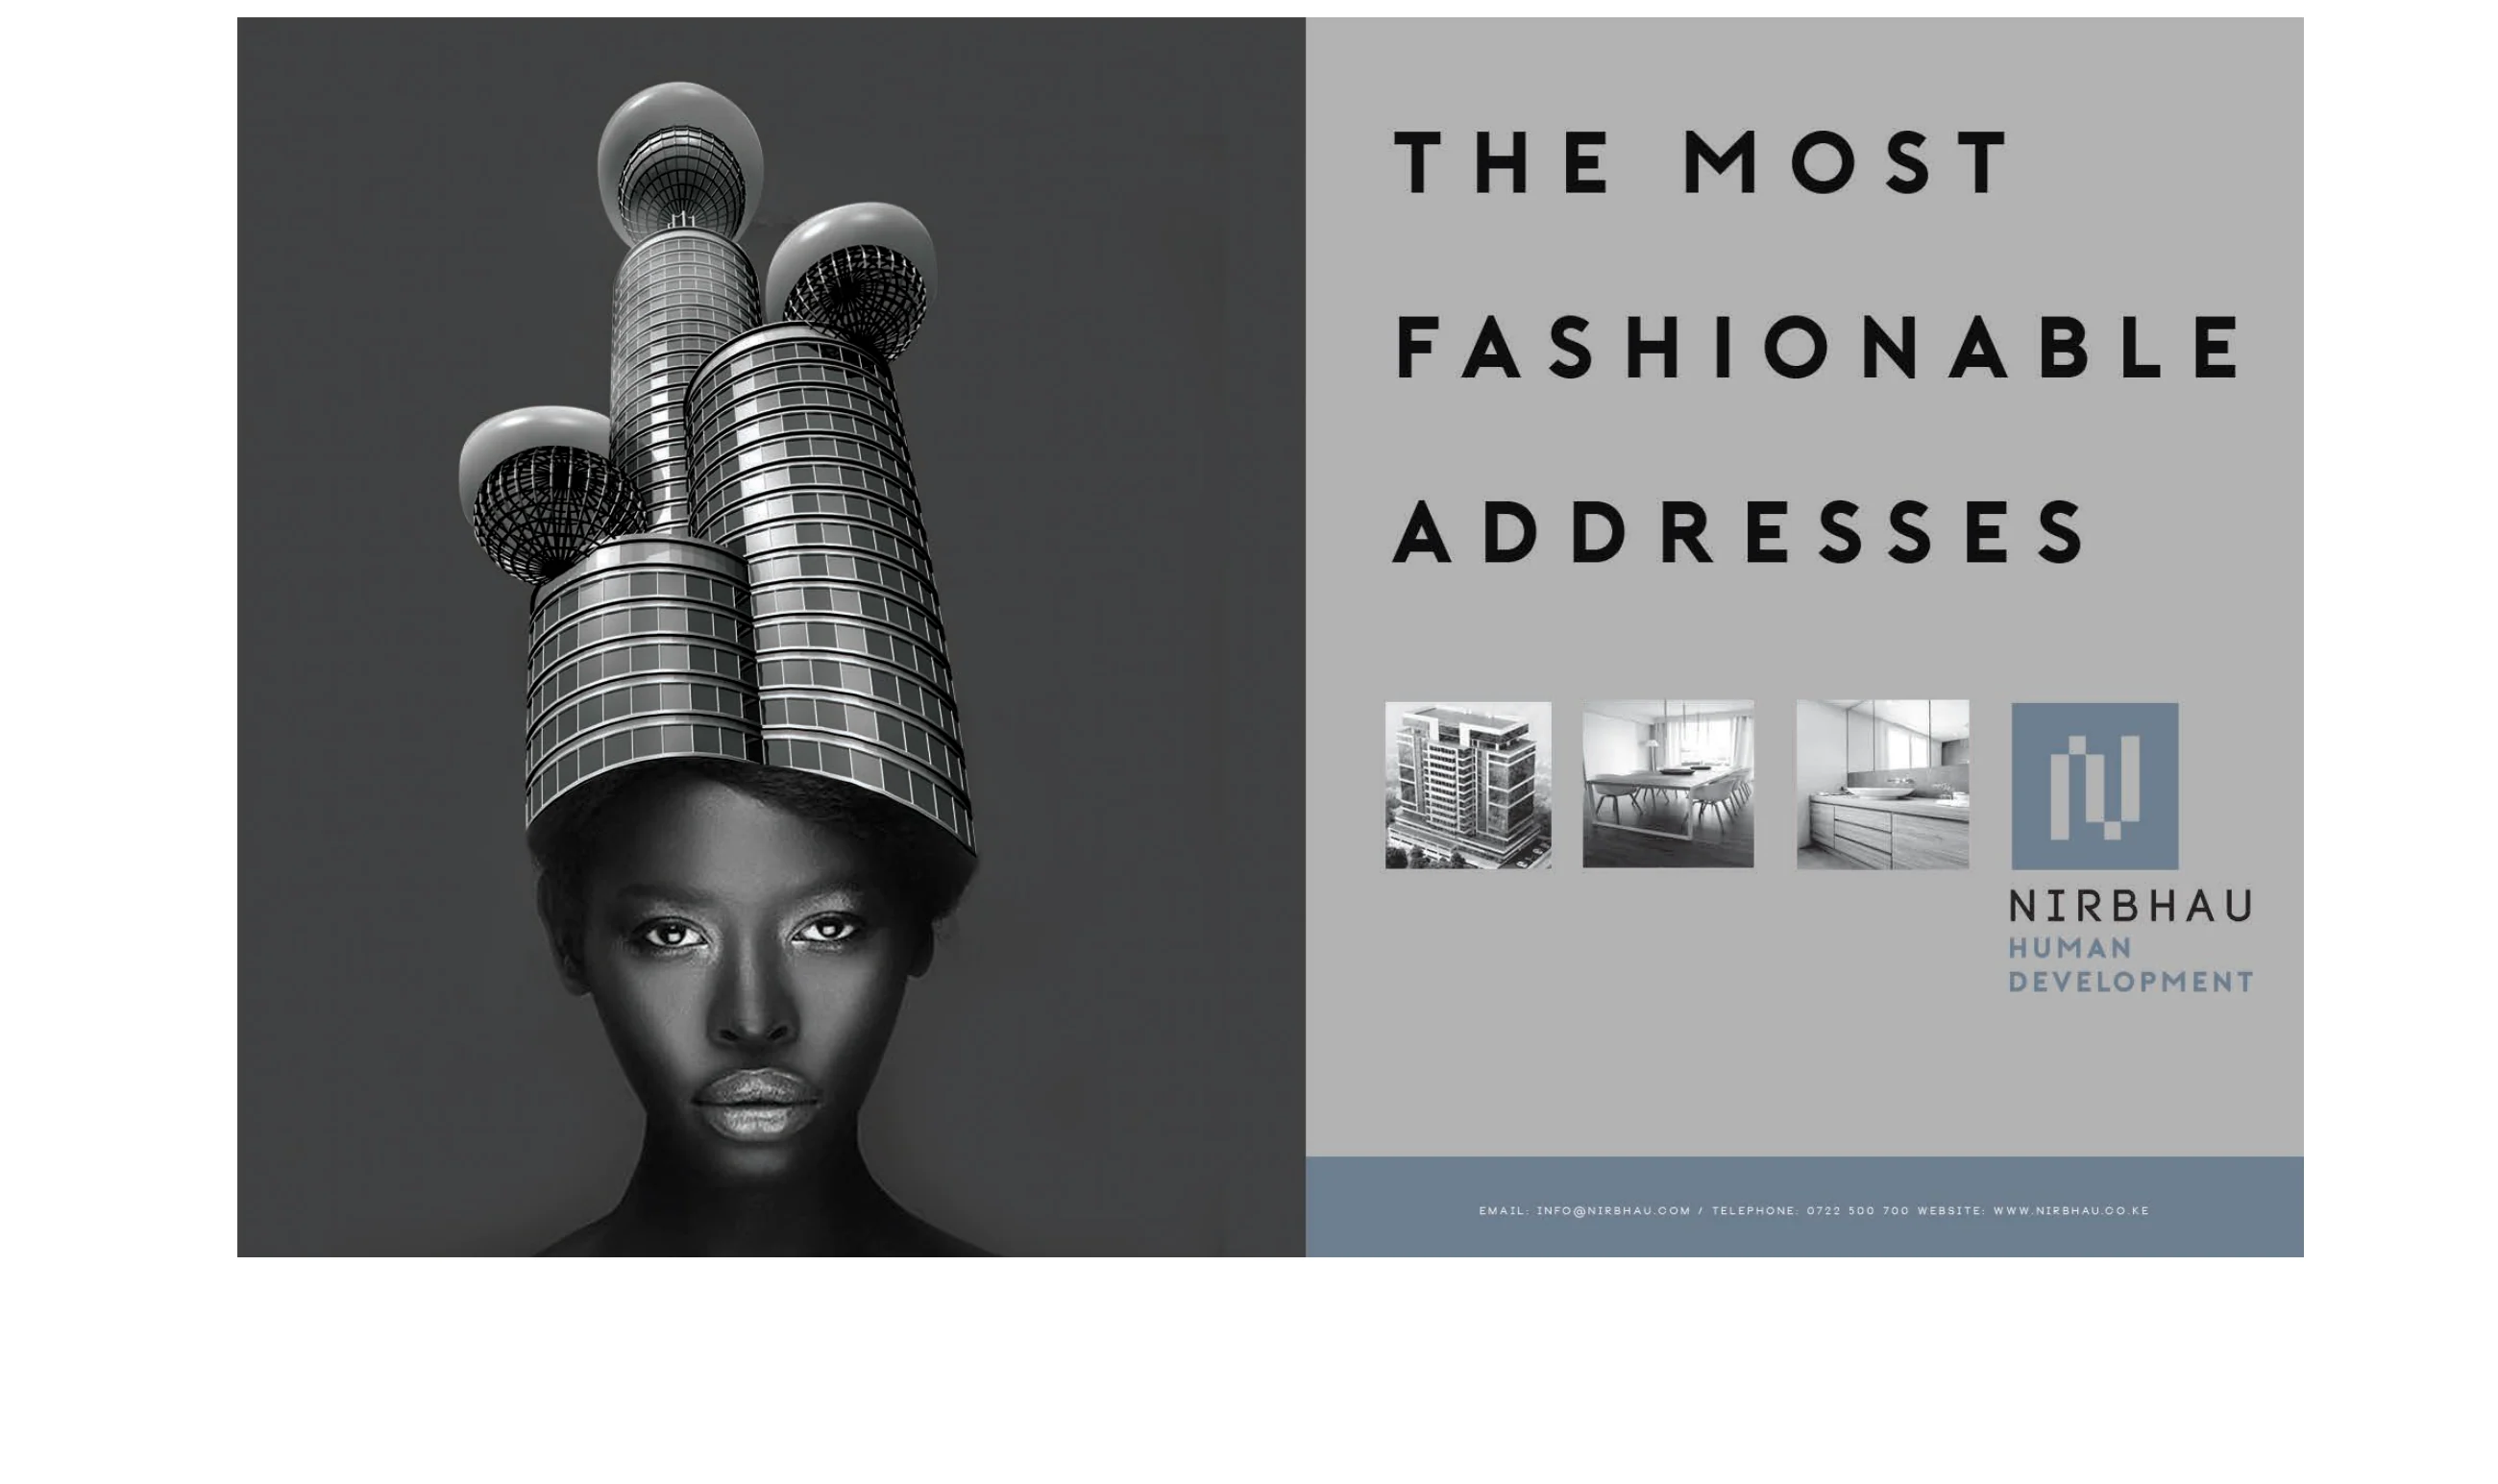 THE MOST
FASHIONABLE
ADDRESSES
NIRBHAU
HUMAN
DEVELOPMENT
EMAIL: INFO@NIRBHAU.COM / TELEPHONE: 0722 500 700 WEBSITE: WWW.NIRBHAU.CO.KE